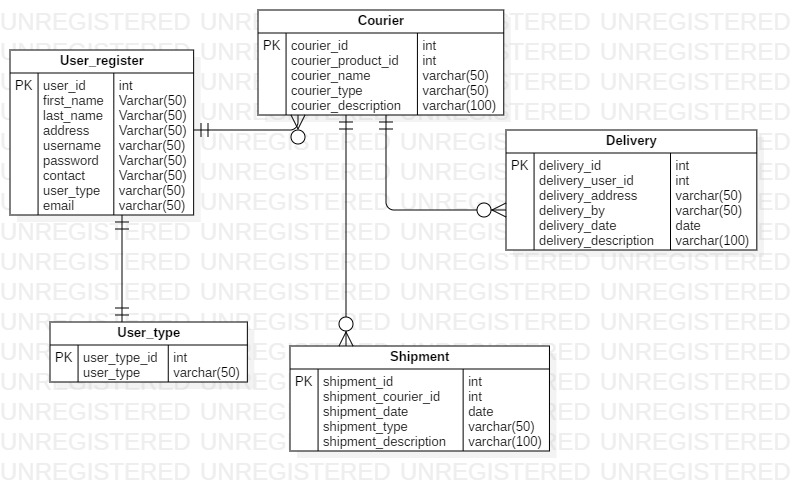 Courier
PK courier_id int
courier_product_id int
courier_name varchar(50)
courier_type varchar(50)
courier_description varchar(100)
User_register
PK user_id int
first_name Varchar(50)
last_name Varchar(50)
address Varchar(50)
username varchar(50)
password Varchar(50)
contact Varchar(50)
user_type varchar(50)
email varchar(50)
Delivery
PK delivery_id int
delivery_user_id int
delivery_address varchar(50)
delivery_by varchar(50)
delivery_date date
delivery_description varchar(100)
User_type
PK user_type_id int
user_type varchar(50)
Shipment
PK shipment_id int
shipment_courier_id int
shipment_date date
shipment_type varchar(50)
shipment_description varchar(100)
UNREGISTERED UNREGISTERED UNREGISTERED UNREGISTERED